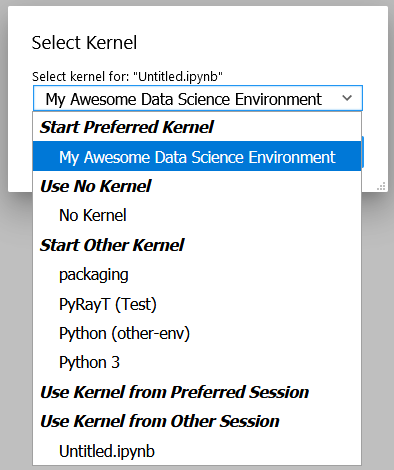 Select Kernel
Select kernel for: "Untitled.ipynb"
My Awesome Data Science Environment
Start Preferred Kernel
My Awesome Data Science Environment
Use No Kernel
No Kernel
Start Other Kernel
packaging
PyRayT (Test)
Python (other-env)
Python 3
Use Kernel from Preferred Session
Use Kernel from Other Session
Untitled.ipynb